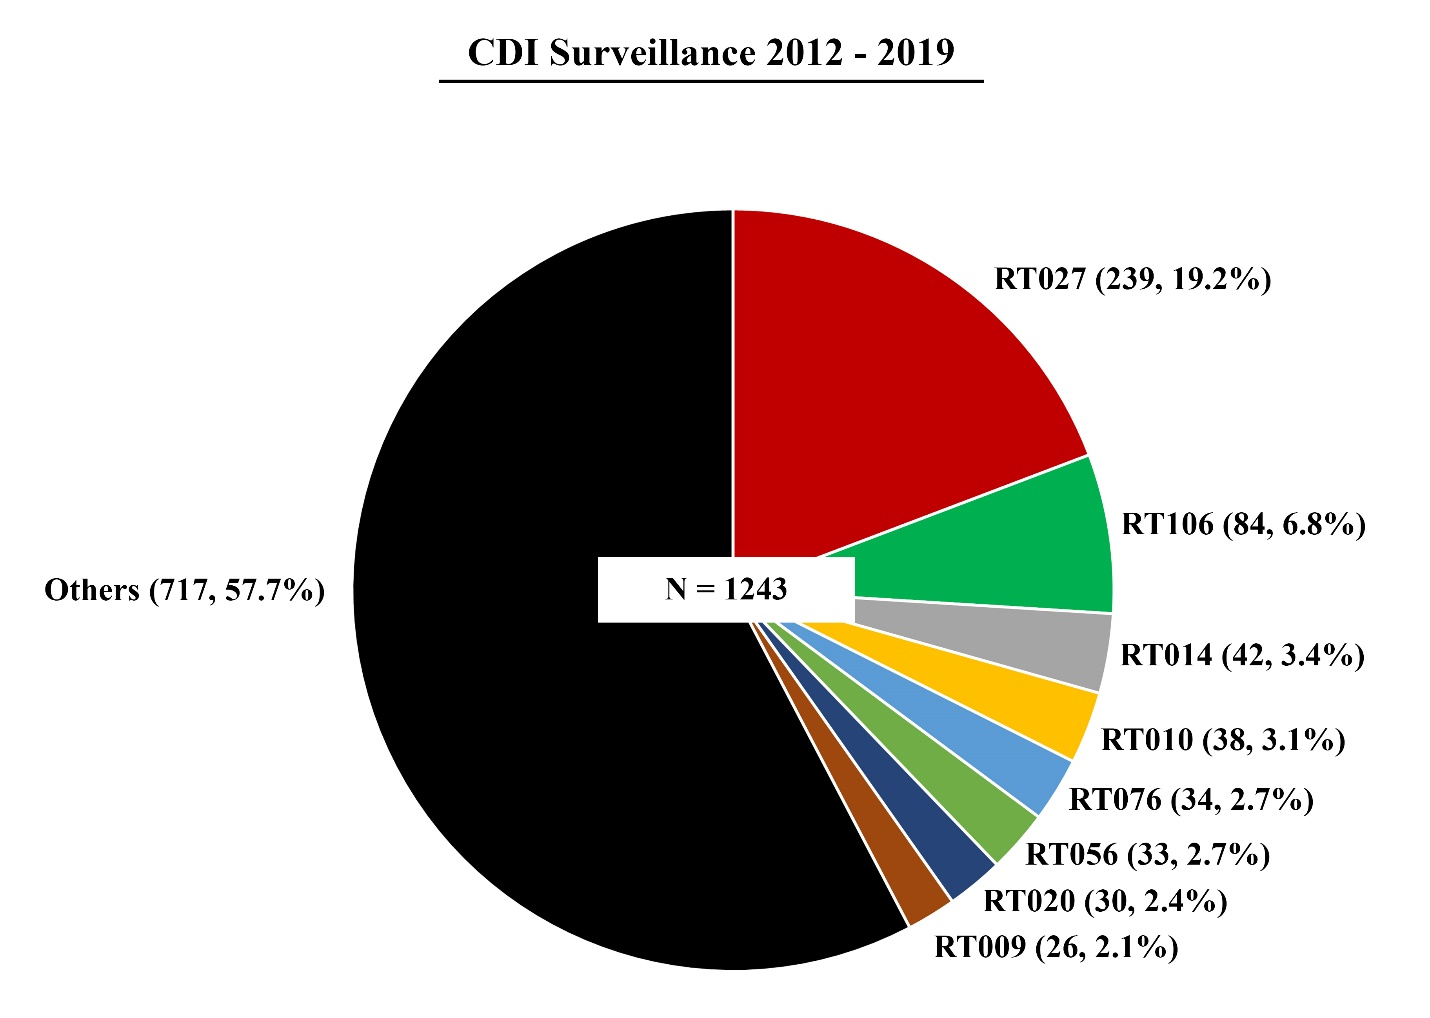 CDI Surveillance 2012 - 2019
RT027 (239, 19.2%)
RT106 (84, 6.8%)
Others (717, 57.7%)
N = 1243
RT014 (42, 3.4%)
RT010 (38, 3.1%)
RT076 (34, 2.7%)
RT056 (33, 2.7%)
RT020 (30, 2.4%)
RT009 (26, 2.1%)